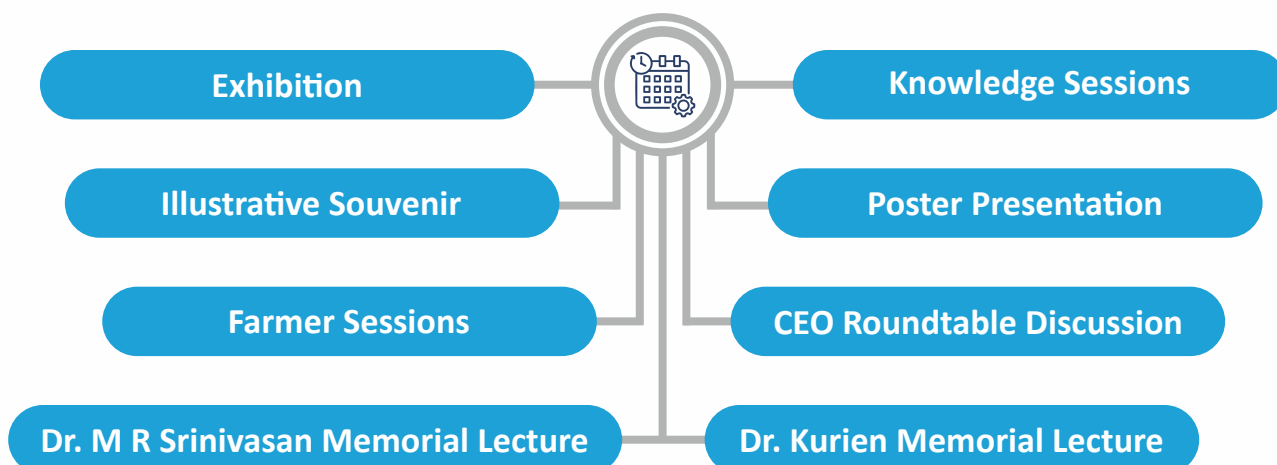 Exhibition
Knowledge Sessions
Illustrative Souvenir
Poster Presentation
Farmer Sessions
CEO Roundtable Discussion
Dr. M R Srinivasan Memorial Lecture
Dr. Kurien Memorial Lecture